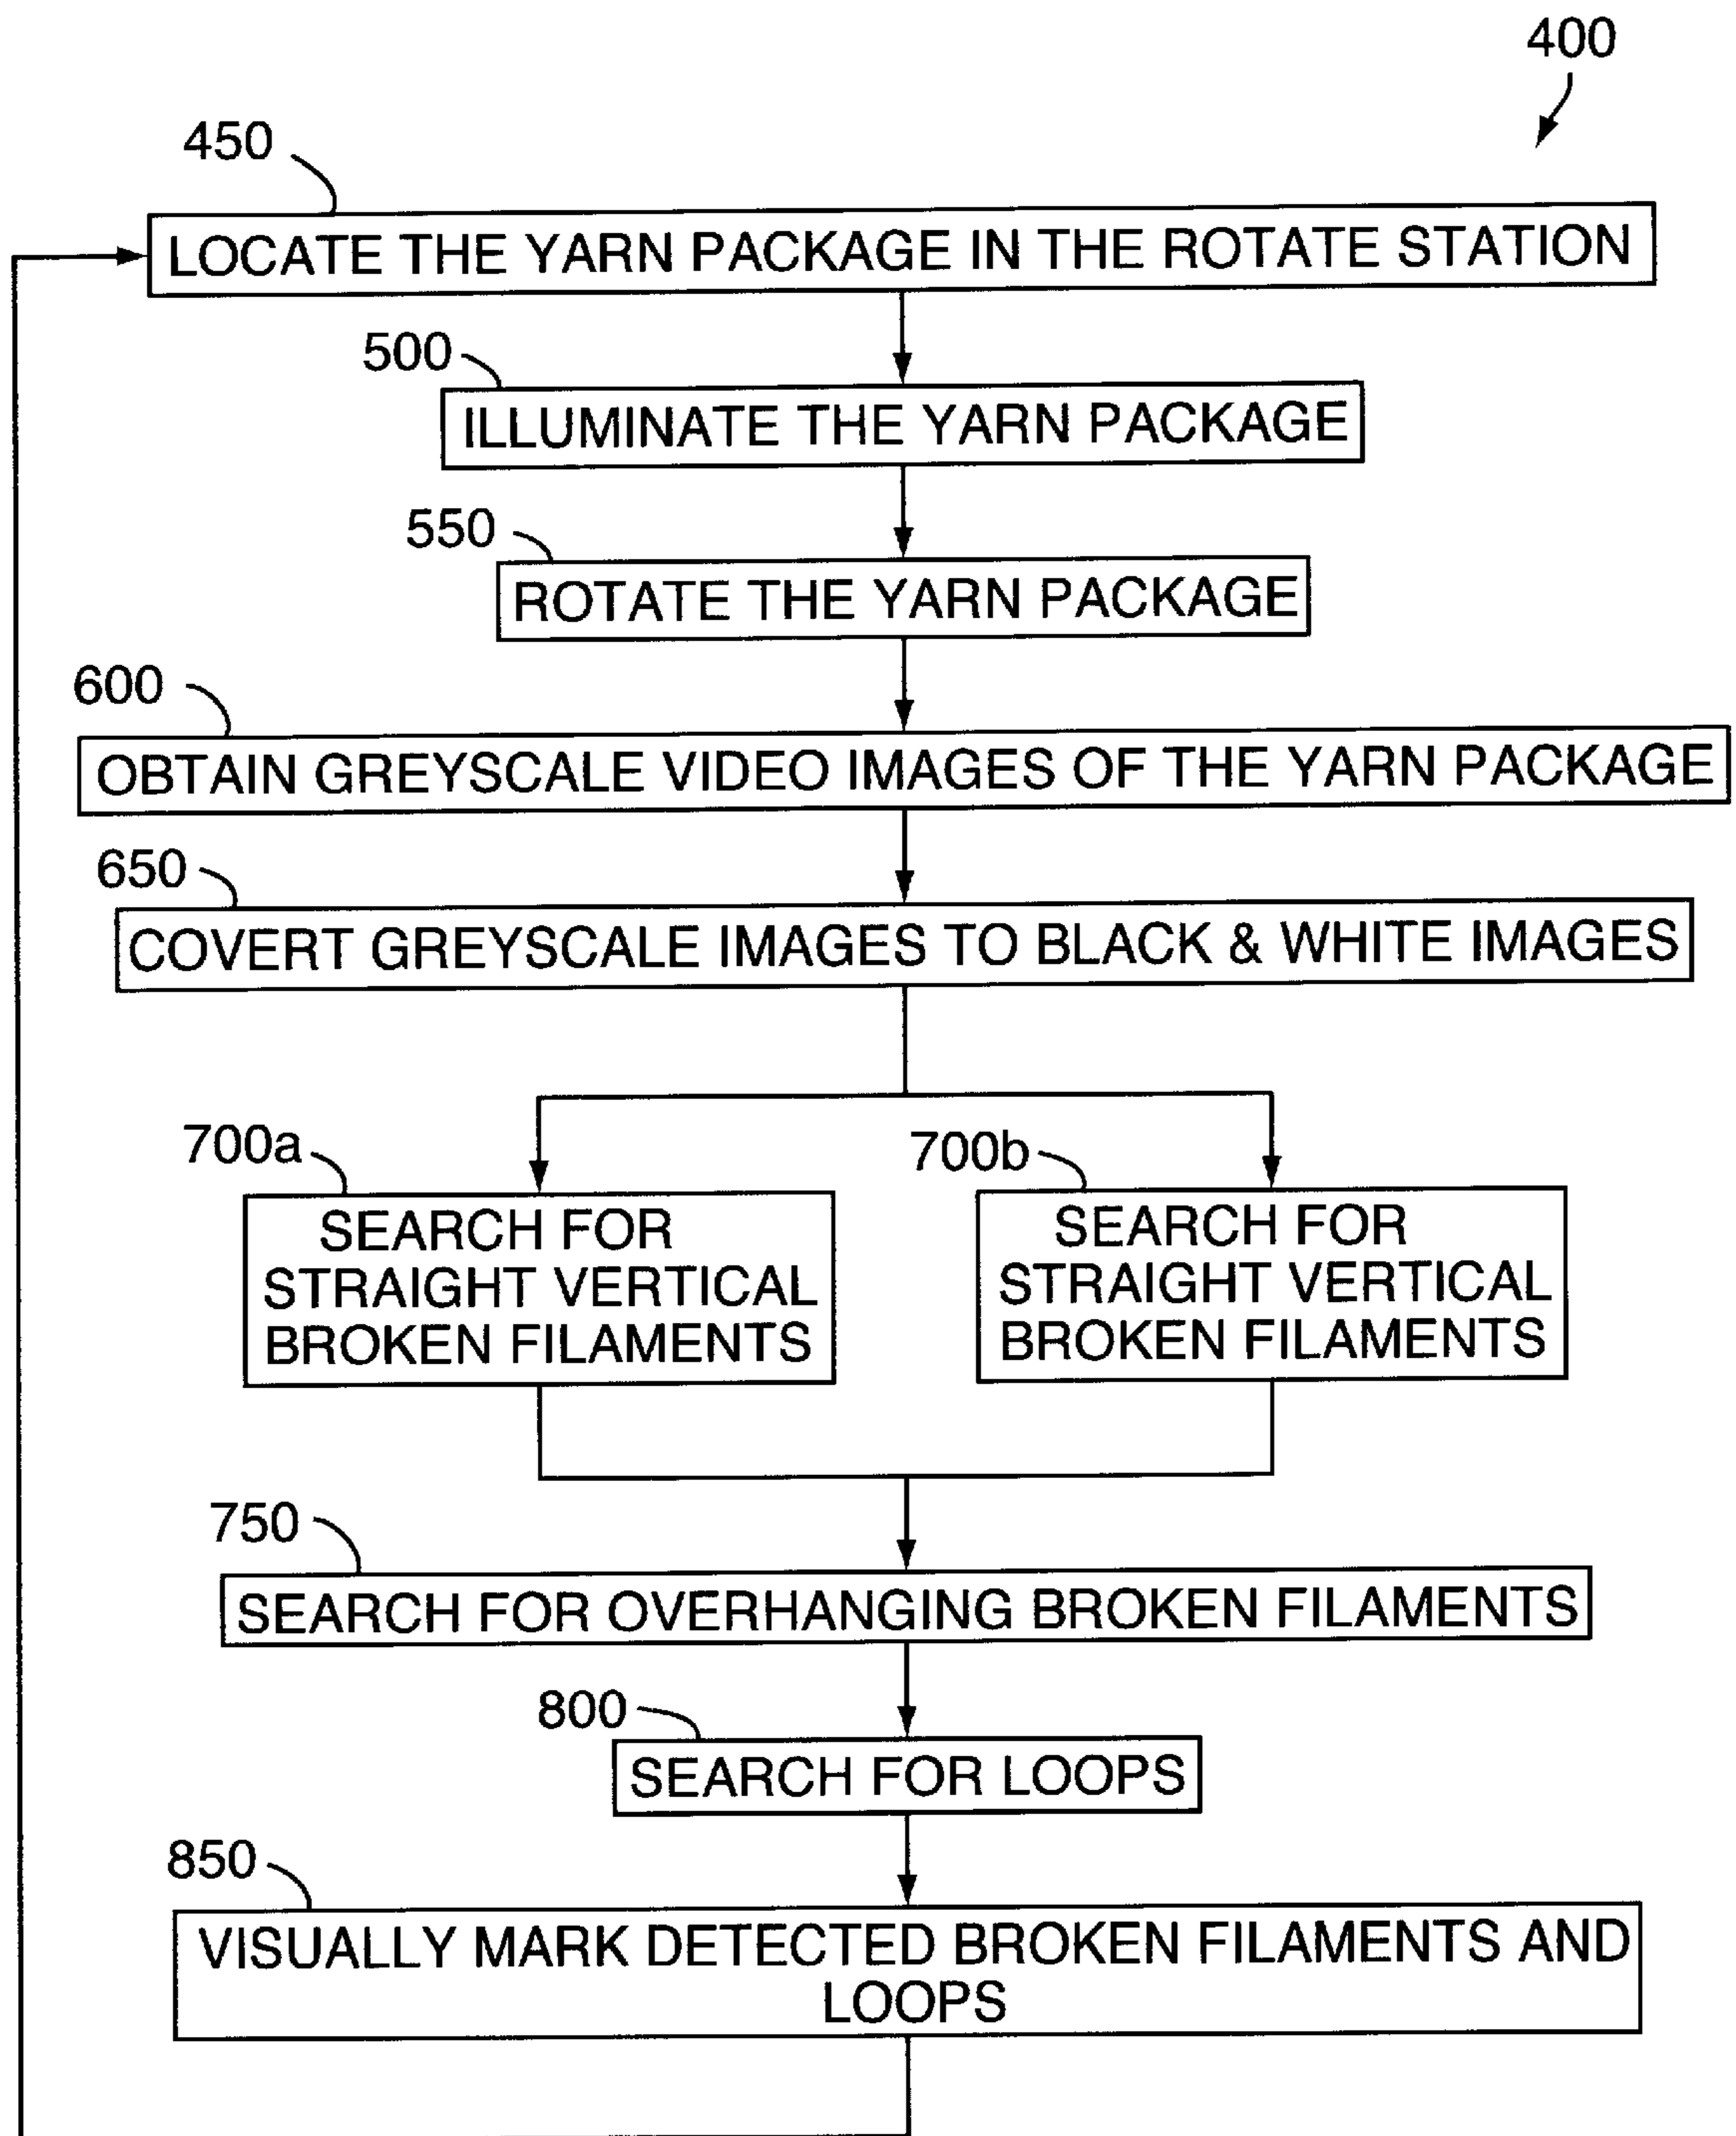 400
450
LOCATE THE YARN PACKAGE IN THE ROTATE STATION
500
ILLUMINATE THE YARN PACKAGE
550
ROTATE THE YARN PACKAGE
600
OBTAIN GREYSCALE VIDEO IMAGES OF THE YARN PACKAGE
650
COVERT GREYSCALE IMAGES TO BLACK & WHITE IMAGES
700a
SEARCH FOR
STRAIGHT VERTICAL
BROKEN FILAMENTS
700b
SEARCH FOR
STRAIGHT VERTICAL
BROKEN FILAMENTS
750
SEARCH FOR OVERHANGING BROKEN FILAMENTS
800
SEARCH FOR LOOPS
850
VISUALLY MARK DETECTED BROKEN FILAMENTS AND
LOOPS